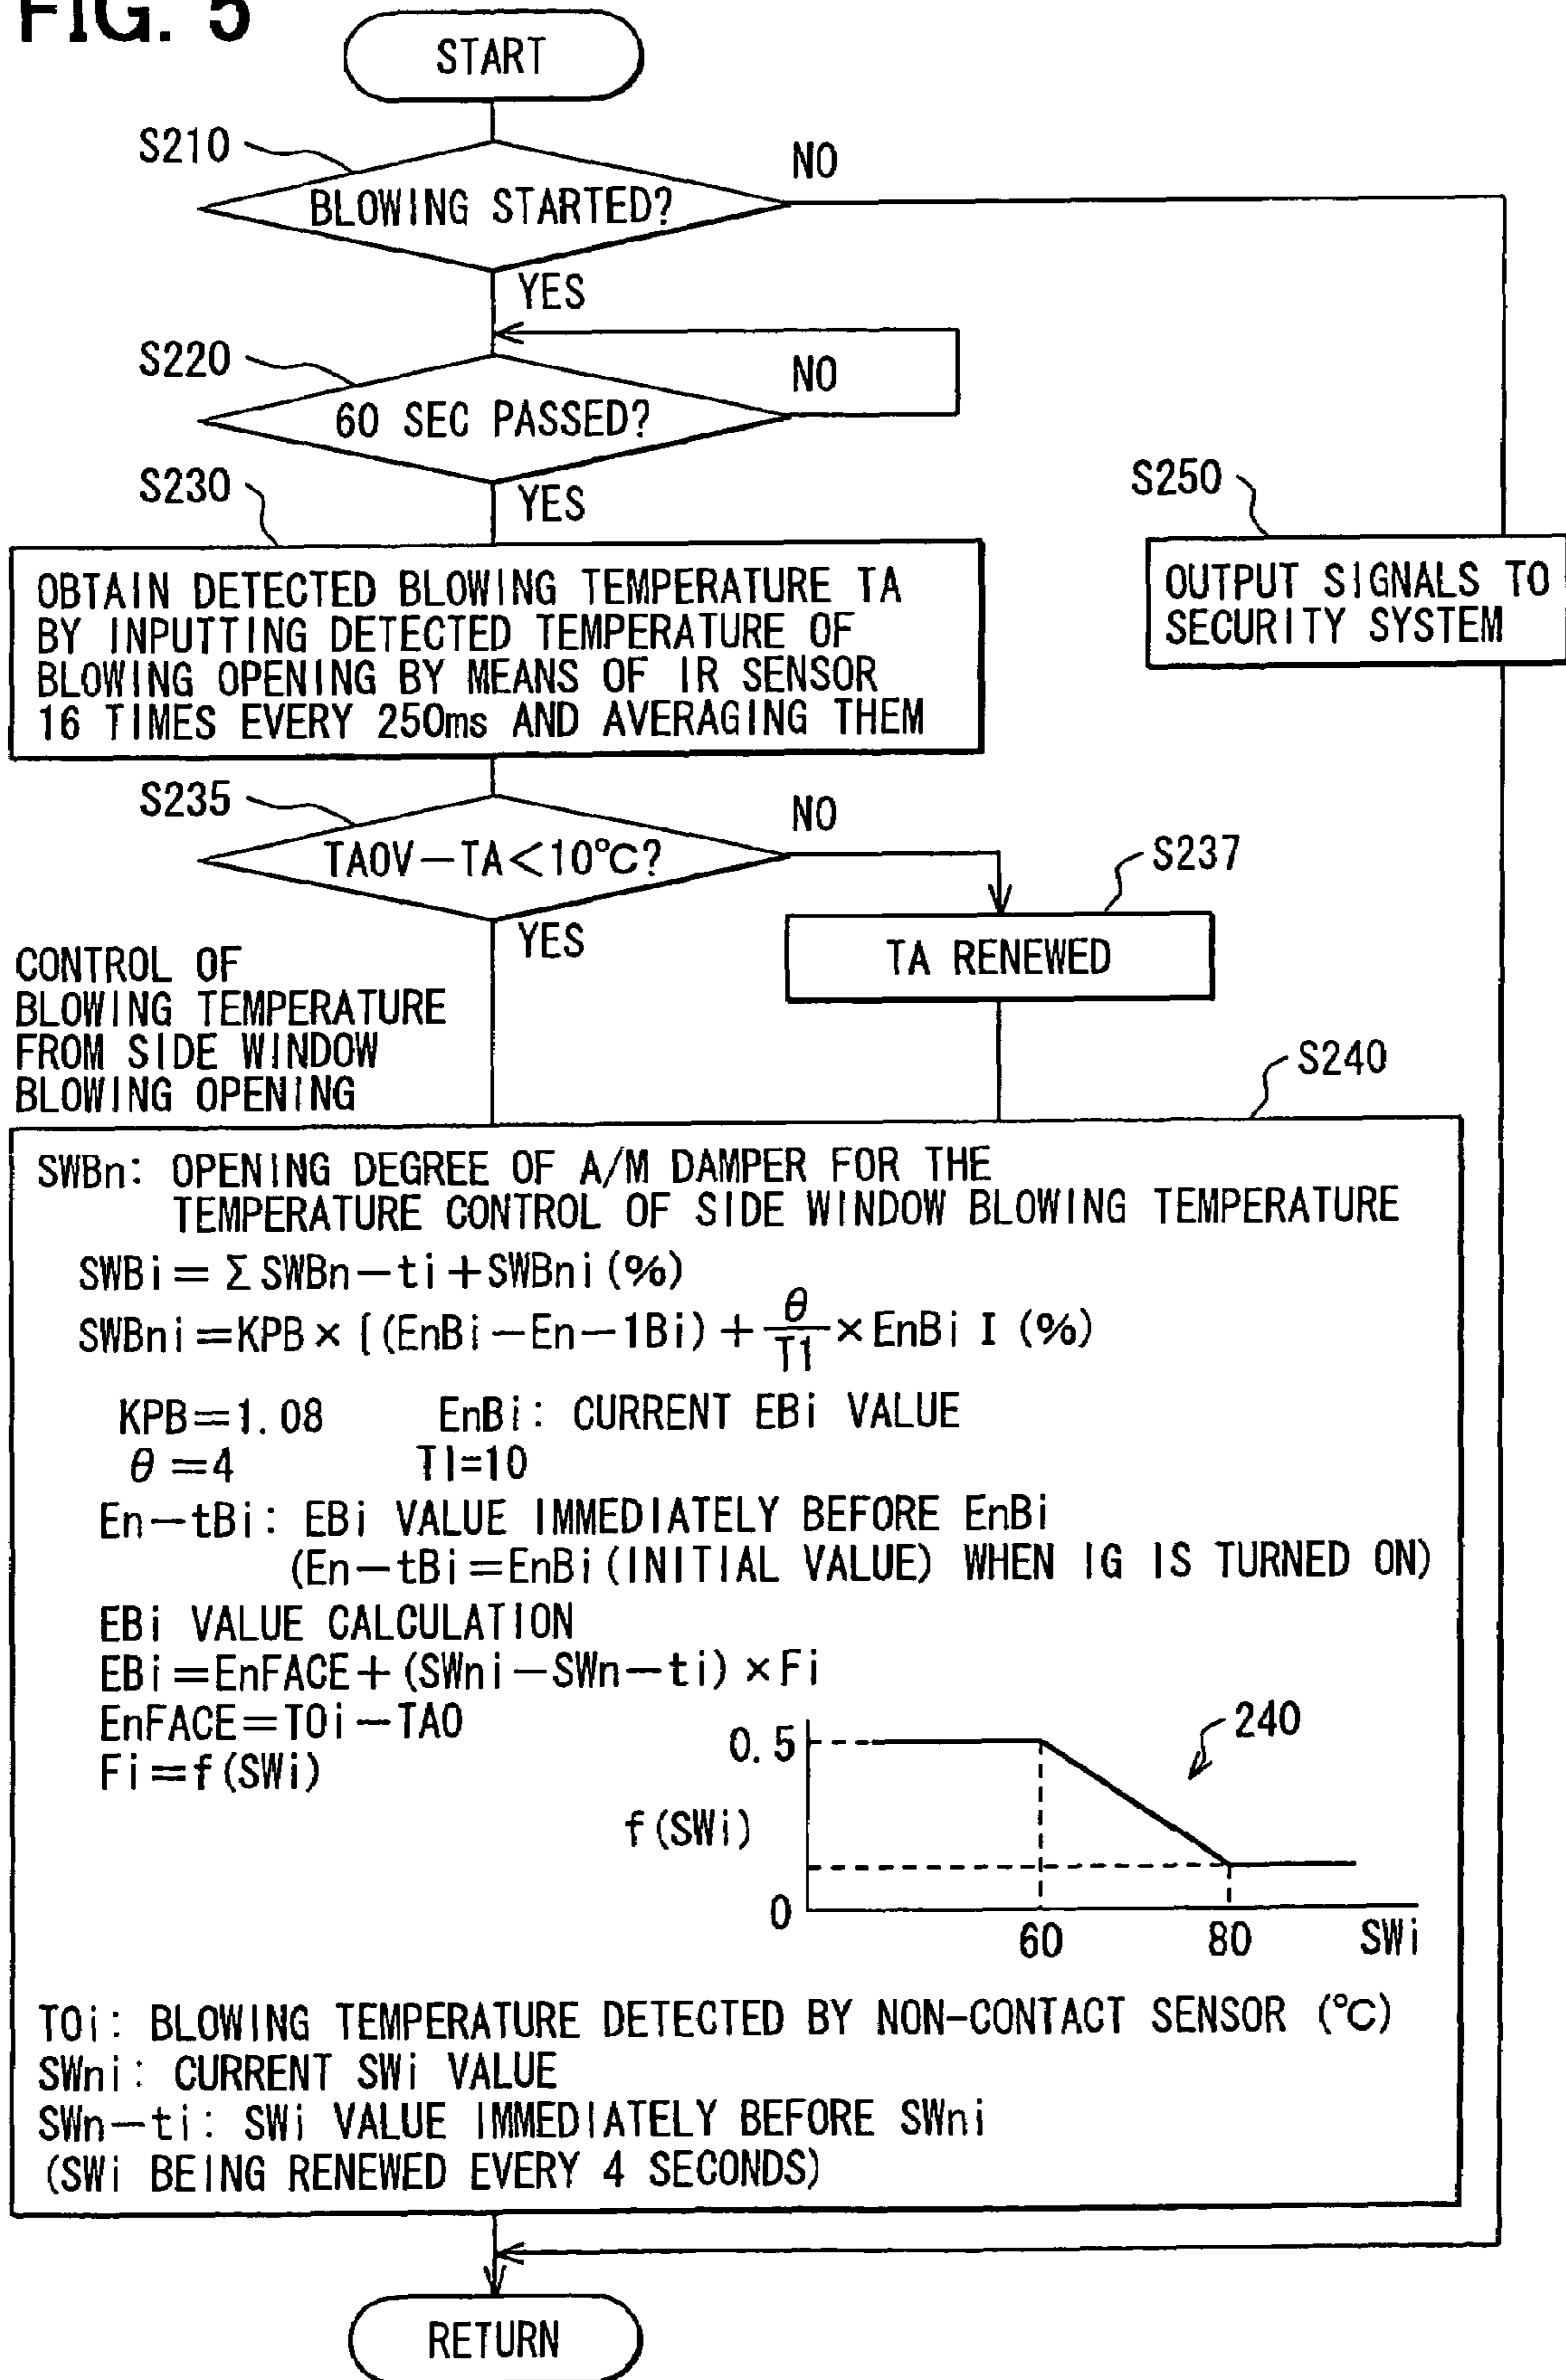 FIG. 5
START
S210
BLOWING STARTED?
NO
YES
S220
60 SEC PASSED?
NO
YES
S230
OBTAIN DETECTED BLOWING TEMPERATURE TA
BY INPUTTING DETECTED TEMPERATURE OF
BLOWING OPENING BY MEANS OF IR SENSOR
16 TIMES EVERY 250ms AND AVERAGING THEM
S250
OUTPUT SIGNALS TO
SECURITY SYSTEM
S235
TAOV-TA<10℃?
NO
YES
S237
TA RENEWED
CONTROL OF
BLOWING TEMPERATURE
FROM SIDE WINDOW
BLOWING OPENING
S240
SWBn: OPENING DEGREE OF A/M DAMPER FOR THE
TEMPERATURE CONTROL OF SIDE WINDOW BLOWING TEMPERATURE
SWBi=ΣSWBn-ti+SWBni(%)
SWBni=KPB×[(EnBi-En-1Bi)+θ/T1×EnBi I (%)
KPB=1.08 EnBi: CURRENT EBi VALUE
θ=4 TI=10
En-tBi: EBi VALUE IMMEDIATELY BEFORE EnBi
(En-tBi=EnBi(INITIAL VALUE) WHEN IG IS TURNED ON)
EBi VALUE CALCULATION
EBi=EnFACE+(SWni-SWn-ti)×Fi
EnFACE=TOi-TAO
Fi=f(SWi)
240
0.5
f(SWi)
0
60
80
SWi
TOi: BLOWING TEMPERATURE DETECTED BY NON-CONTACT SENSOR (℃)
SWni: CURRENT SWi VALUE
SWn-ti: SWi VALUE IMMEDIATELY BEFORE SWni
(SWi BEING RENEWED EVERY 4 SECONDS)
RETURN